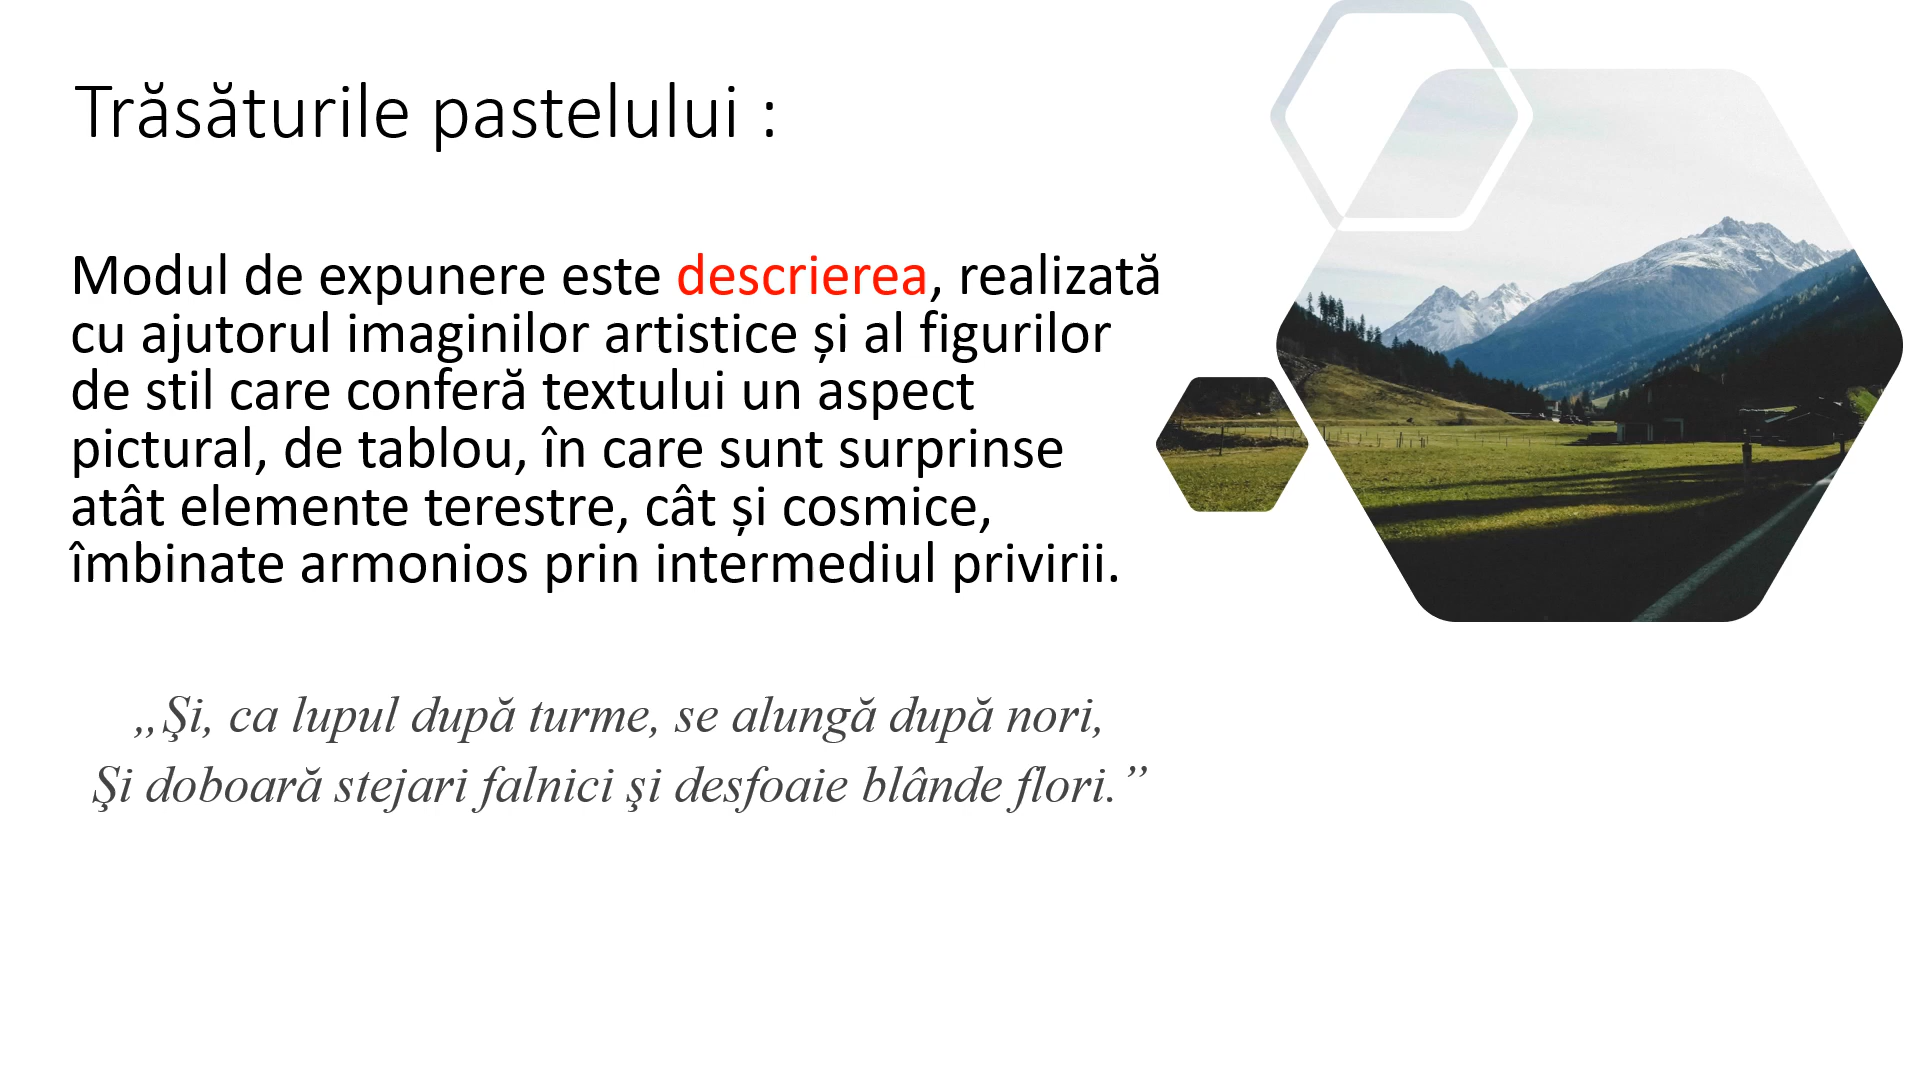 Trăsăturile pastelului :
Modul de expunere este descrierea, realizată
cu ajutorul imaginilor artistice și al figurilor
de stil care conferă textului un aspect
pictural, de tablou, în care sunt surprinse
atât elemente terestre, cât și cosmice,
îmbinate armonios prin intermediul privirii.
„Şi, ca lupul după turme, se alungă după nori,
Şi doboară stejari falnici şi desfoaie blânde flori.”